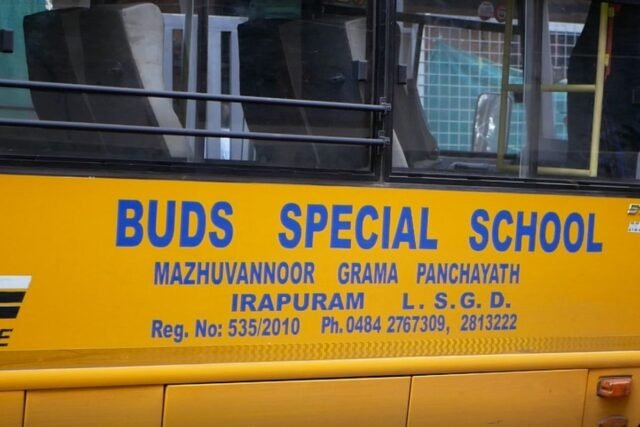 BUDS SPECIAL SCHOOL
MAZHUVANNOOR GRAMA PANCHAYATH
IRAPURAM L. S. G. D.
Reg. No: 535/2010 Ph. 0484 2767309, 2813222